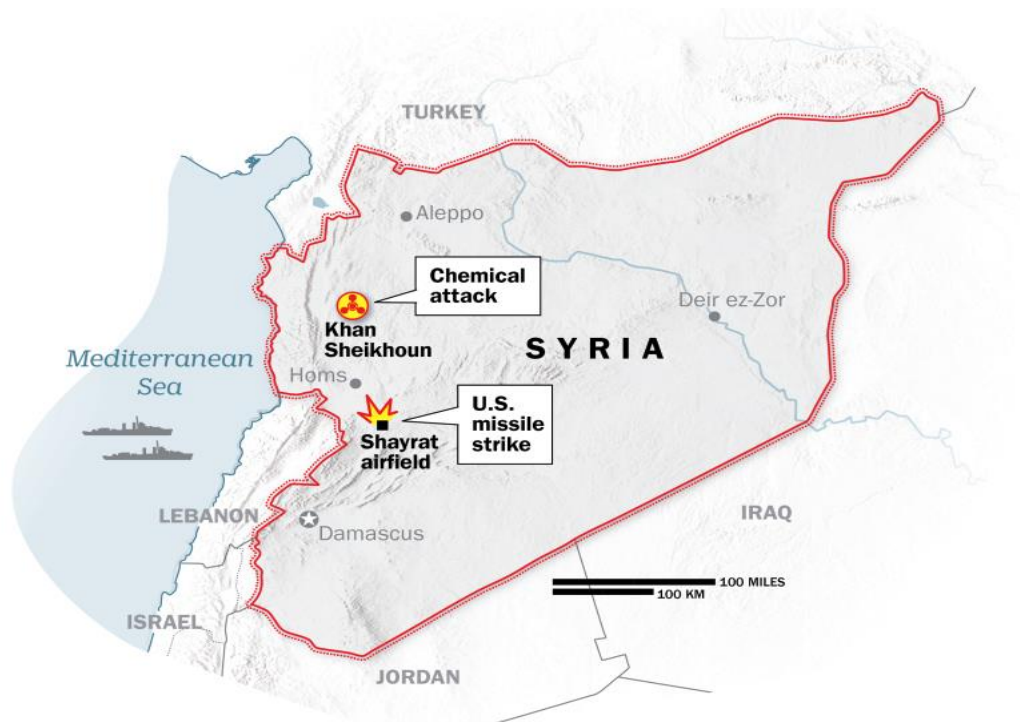 TURKEY
Aleppo
Chemical
attack
Khan
Sheikhoun
Deir ez-Zor
SYRIA
Mediterranean
Sea
Homs
U.S.
missile
strike
Shayrat
airfield
LEBANON
Damascus
IRAQ
100 MILES
100 KM
ISRAEL
JORDAN